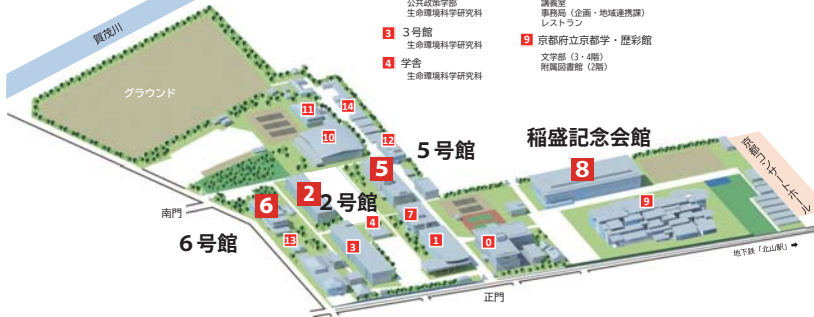 公共政策学部
生命環境科学研究科
3 3号館
生命環境科学研究科
4 学舎
生命環境科学研究科
講義室
事務局（企画・地域連携課）
レストラン
9 京都府立京都学・歴彩館
文学部（3・4階）
附属図書館（2階）
賀茂川
グラウンド
11
14
10
12
5
5号館
稲盛記念会館
8
京都コンサートホール
2
2号館
6
南門
6号館
13
3
4
7
1
0
9
正門
地下鉄「北山駅」➡